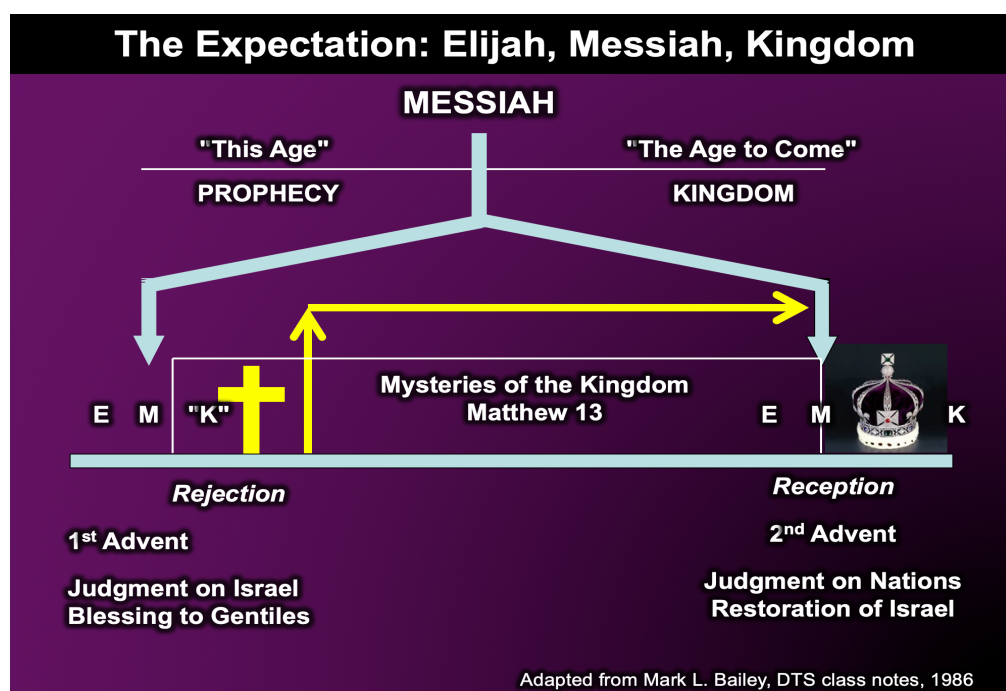 The Expectation: Elijah, Messiah, Kingdom
MESSIAH
"This Age"
"The Age to Come"
PROPHECY
KINGDOM
Mysteries of the Kingdom
Matthew 13
E M "K"
E M K
Rejection
Reception
1st Advent
2nd Advent
Judgment on Israel
Blessing to Gentiles
Judgment on Nations
Restoration of Israel
Adapted from Mark L. Bailey, DTS class notes, 1986